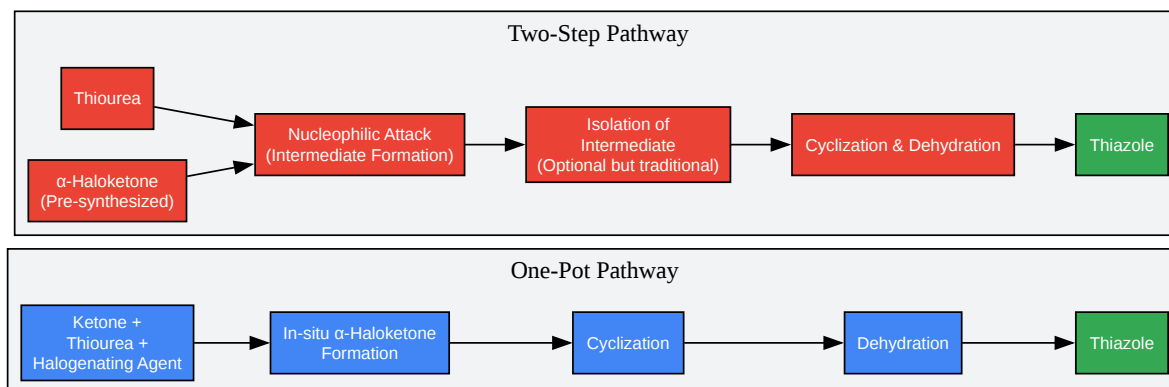 Two-Step Pathway
Thiourea
α-Haloketone
(Pre-synthesized)
Nucleophilic Attack
(Intermediate Formation)
Isolation of
Intermediate
(Optional but traditional)
Cyclization & Dehydration
Thiazole
One-Pot Pathway
Ketone +
Thiourea +
Halogenating Agent
In-situ α-Haloketone
Formation
Cyclization
Dehydration
Thiazole